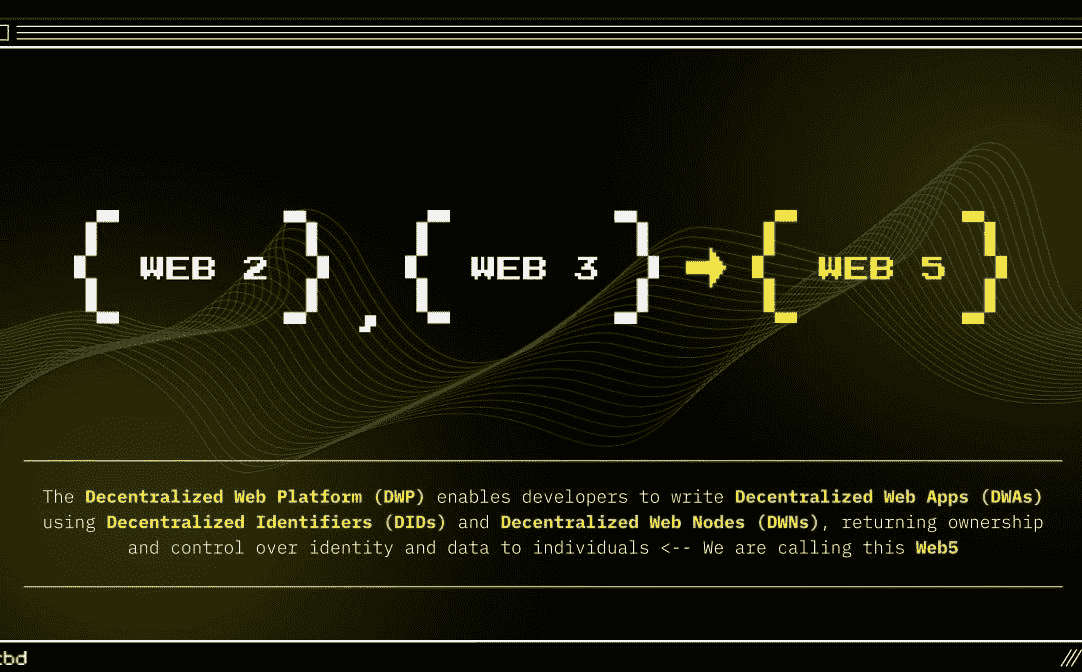 { WEB 2 }, { WEB 3 } → { WEB 5 }
The Decentralized Web Platform (DWP) enables developers to write Decentralized Web Apps (DWAs)
using Decentralized Identifiers (DIDs) and Decentralized Web Nodes (DWNs), returning ownership
and control over identity and data to individuals <-- We are calling this Web5
tbd
///